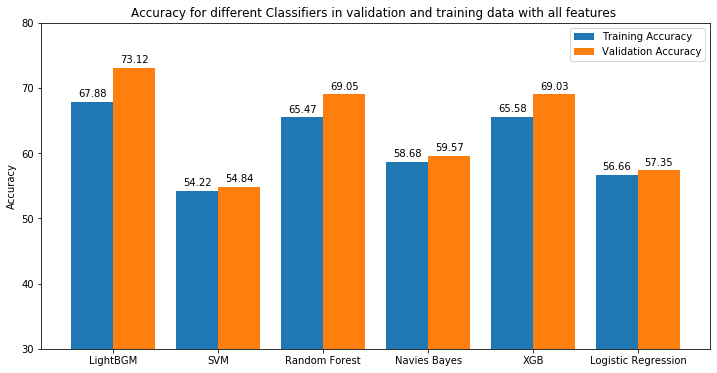 Accuracy for different Classifiers in validation and training data with all features
80
70
60
50
40
30
Accuracy
Training Accuracy
Validation Accuracy
67.88
73.12
54.22
54.84
65.47
69.05
58.68
59.57
65.58
69.03
56.66
57.35
LightBGM
SVM
Random Forest
Navies Bayes
XGB
Logistic Regression